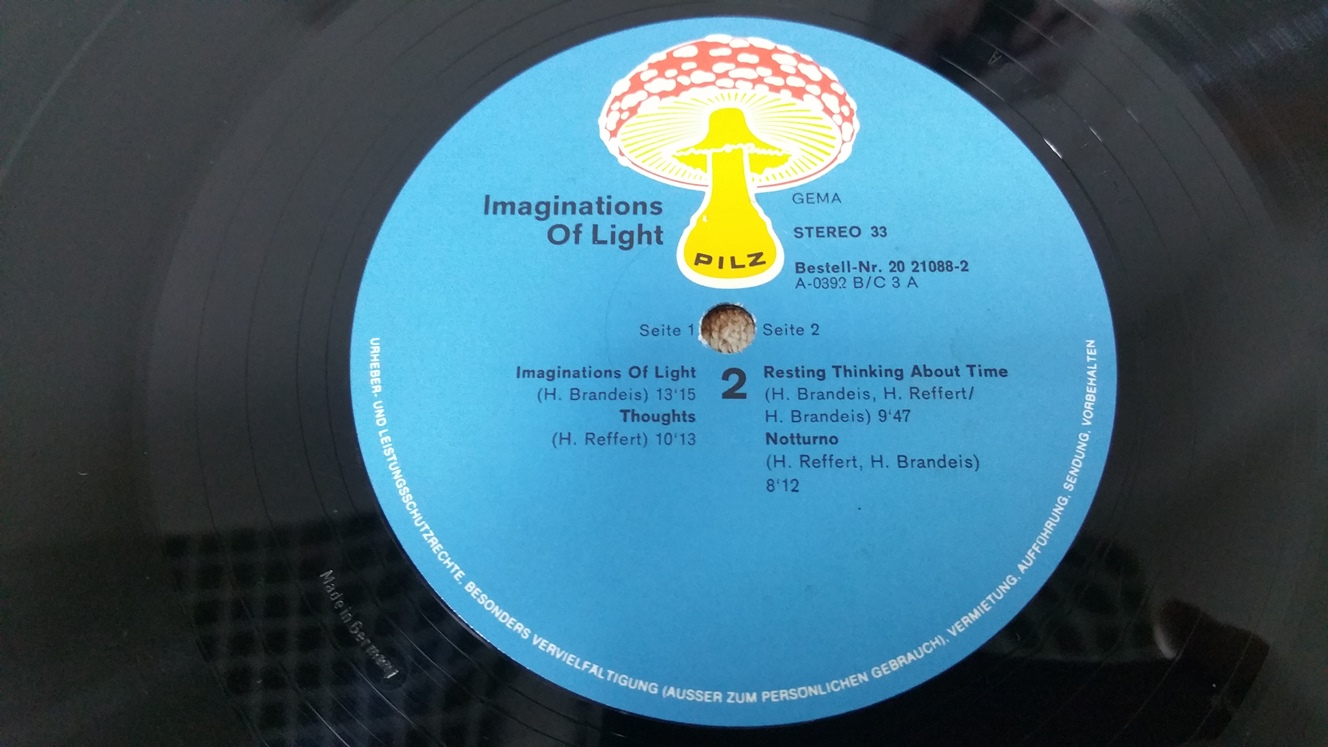 Imaginations
Of Light
PILZ
GEMA
STEREO 33
Bestell-Nr. 20 21088-2
A-0392 B/C 3 A
Seite 1
Imaginations Of Light
(H. Brandeis) 13'15
Thoughts
(H. Reffert) 10'13
2
Seite 2
Resting Thinking About Time
(H. Brandeis, H. Reffert/
H. Brandeis) 9'47
Notturno
(H. Reffert, H. Brandeis)
8'12
URHEBER- UND LEISTUNGSSCHUTZRECHTE, BESONDERS VERVIELFÄLTIGUNG (AUSSER ZUM PERSÖNLICHEN GEBRAUCH), VERMIETUNG, AUFFÜHRUNG, SENDUNG, VORBEHALTEN
Made in Germany